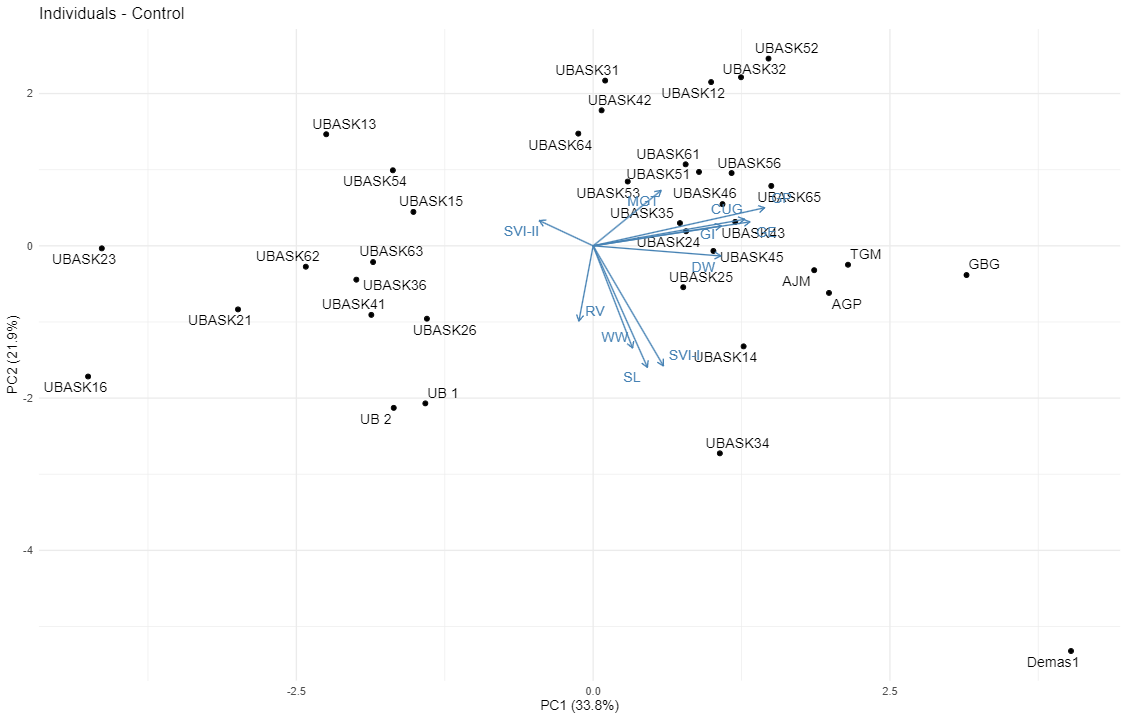 Individuals - Control
UBASK52
UBASK31
UBASK32
2
UBASK12
UBASK42
UBASK13
UBASK64
UBASK61
UBASK56
UBASK51
UBASK54
UBASK53
UBASK46
UBASK65
GP
UBASK15
MGT
CUG
UBASK35
SVI-II
GI
UBASK43
UBASK24
0
UBASK63
TGM
UBASK62
UBASK45
UBASK23
GBG
DW
UBASK25
AJM
UBASK36
UBASK41
AGP
RV
UBASK21
UBASK26
WW
SVI-I
UBASK14
PC2 (21.9%)
SL
UBASK16
UB 1
-2
UB 2
UBASK34
-4
Demas1
-2.5
0.0
2.5
PC1 (33.8%)